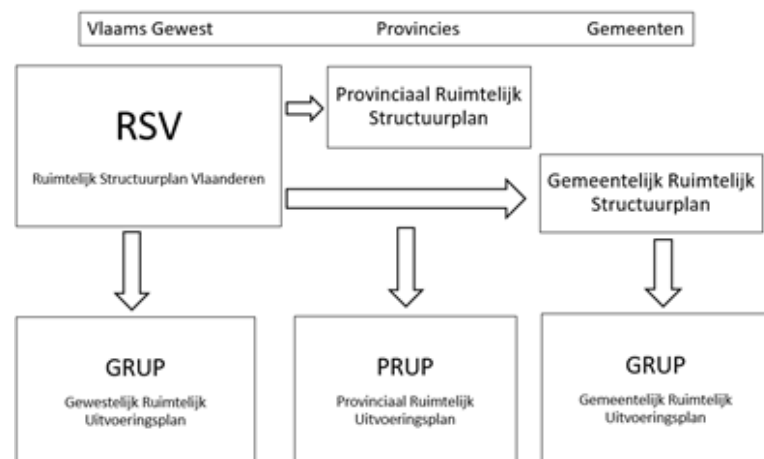 Vlaams Gewest Provincies Gemeenten
RSV
Ruimtelijk Structuurplan Vlaanderen
Provinciaal Ruimtelijk
Structuurplan
Gemeentelijk Ruimtelijk
Structuurplan
GRUP
Gewestelijk Ruimtelijk
Uitvoeringsplan
PRUP
Provinciaal Ruimtelijk
Uitvoeringsplan
GRUP
Gemeentelijk Ruimtelijk
Uitvoeringsplan